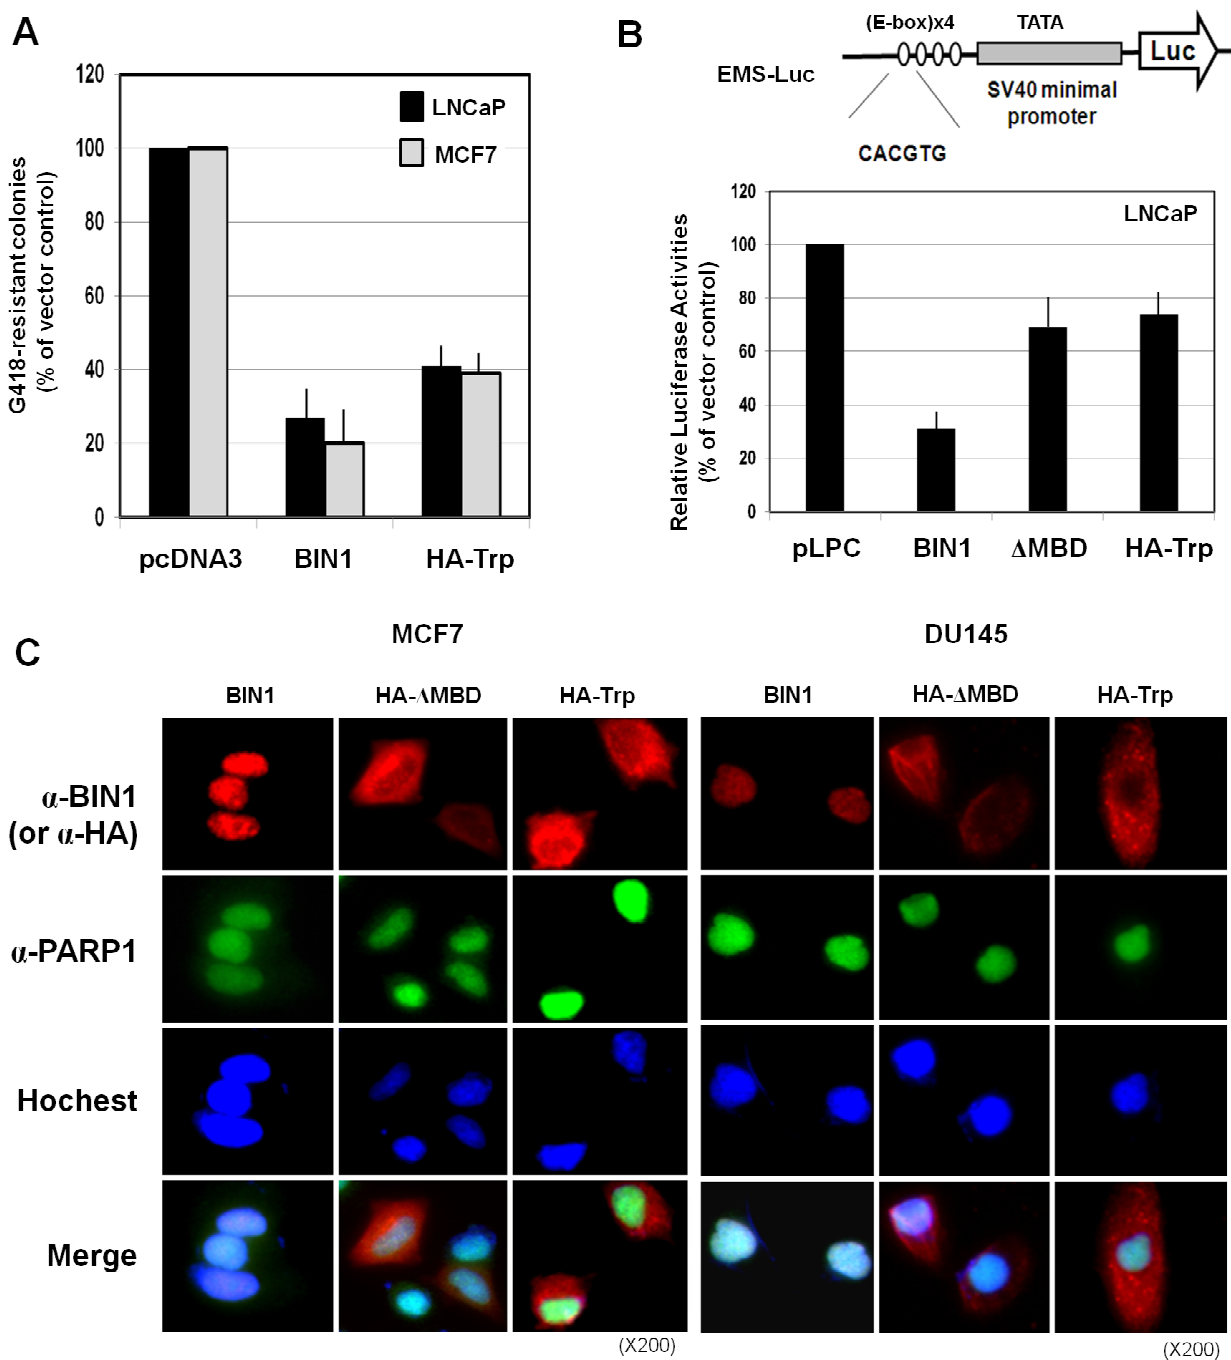 A
G418-resistant colonies
(% of vector control)
120
100
80
60
40
20
0
LNCaP
MCF7
pcDNA3 BIN1 HA-Trp
B
(E-box)x4 TATA
EMS-Luc
Luc
SV40 minimal
promoter
CACGTG
Relative Luciferase Activities
(% of vector control)
120
100
80
60
40
20
0
LNCaP
pLPC BIN1 ΔMBD HA-Trp
C
MCF7 DU145
BIN1 HA-ΔMBD HA-Trp BIN1 HA-ΔMBD HA-Trp
α-BIN1
(or α-HA)
α-PARP1
Hochest
Merge
(X200) (X200)